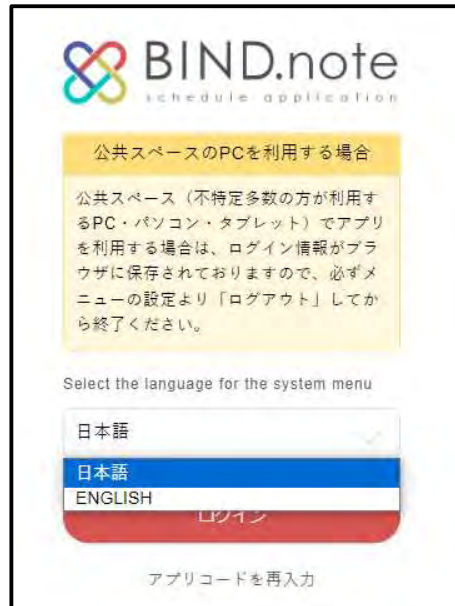 BIND.note
schedule application
公共スペースのPCを利用する場合
公共スペース（不特定多数の方が利用す
るPC・パソコン・タブレット）でアプリ
を利用する場合は、ログイン情報がブラ
ウザに保存されておりますので、必ずメ
ニューの設定より「ログアウト」してか
ら終了ください。
Select the language for the system menu
日本語
日本語
ENGLISH
ログイン
アプリコードを再入力